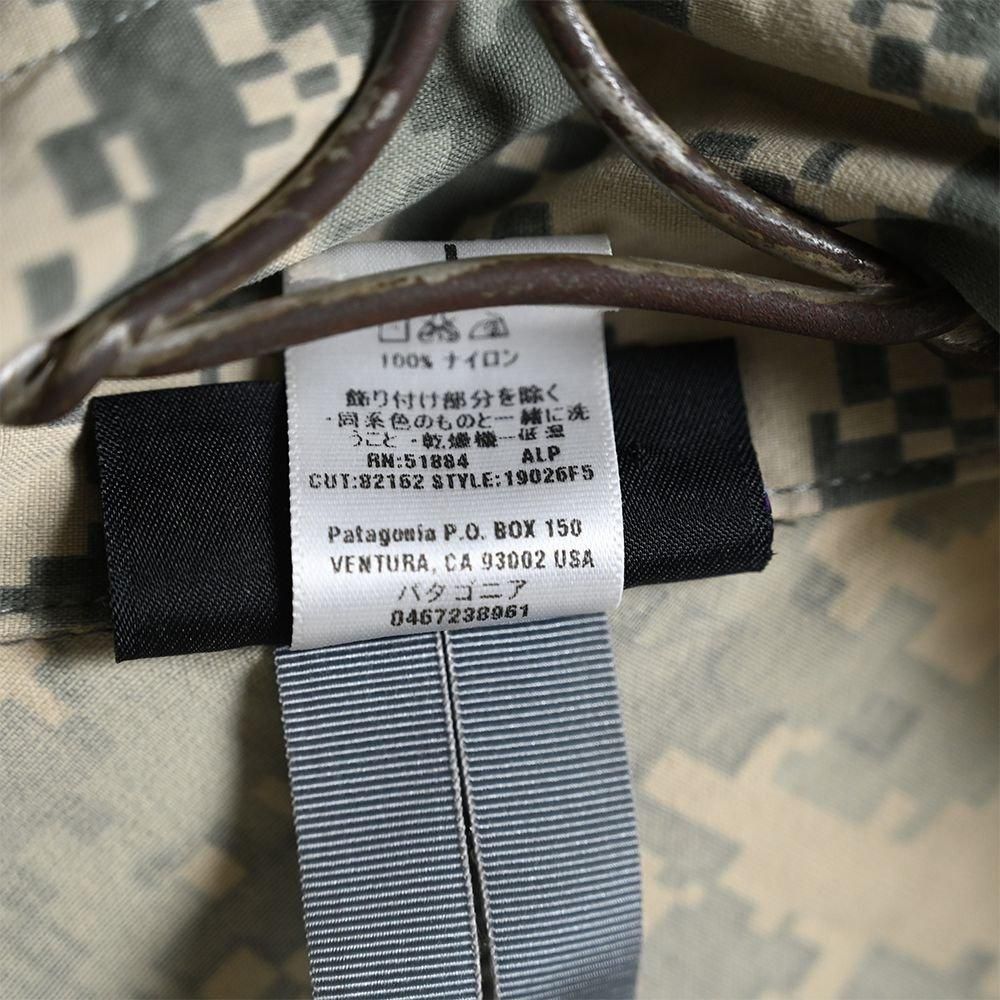 100% ナイロン
飾り付け部分を除く
・同系色のものと一緒に洗
うこと・乾燥機一低温
RN:51884 ALP
CUT:82162 STYLE:19026F5
Patagonia P.O. BOX 150
VENTURA, CA 93002 USA
パタゴニア
0467238961